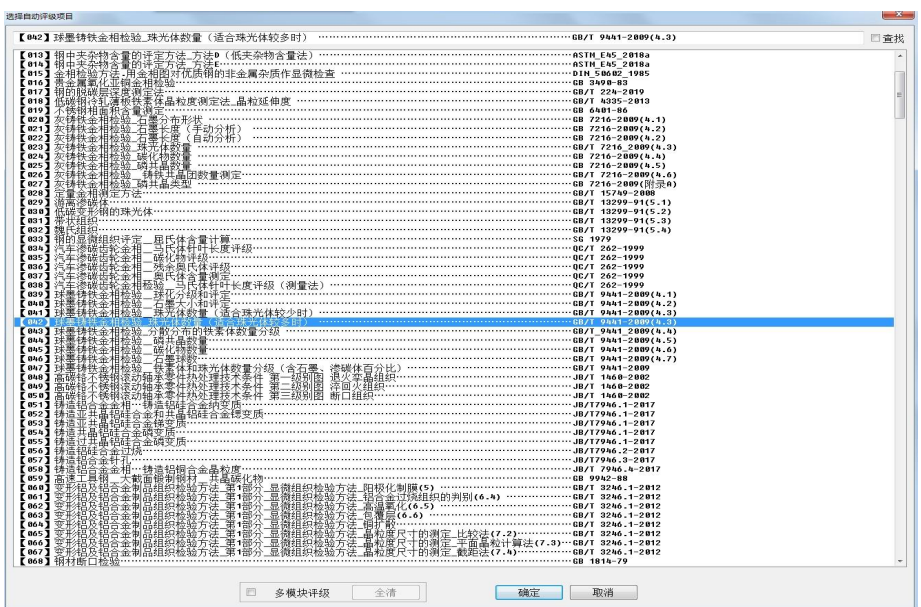 选择自动评级项目
【042】球墨铸铁金相检验_珠光体数量（适合珠光体较多时） ┈┈┈┈GB/T 9441-2009(4.3)
查找
【013】钢中夹杂物含量的评定方法_方法D（低夹杂物含量法）┈┈┈┈ASTM_E45_2018a
【014】钢中夹杂物含量的评定方法_方法E┈┈┈┈ASTM_E45_2018a
【015】金相检验方法-用金相图对优质钢的非金属杂质作显微检查 ┈┈┈┈DIN_50602_1985
【016】贵金属氧化亚铜金相检验┈┈┈┈GB 3490-83
【017】钢的脱碳层深度测定法┈┈┈┈GB/T 224-2019
【018】低碳钢冷轧薄板铁素体晶粒度测定法_晶粒延伸度 ┈┈┈┈GB/T 4335-2013
【019】不锈钢相面积含量测定┈┈┈┈GB 6401-86
【020】灰铸铁金相检验_石墨分布形状┈┈┈┈GB 7216-2009(4.1)
【021】灰铸铁金相检验_石墨长度（手动分析） ┈┈┈┈GB 7216-2009(4.2)
【022】灰铸铁金相检验_石墨长度（自动分析） ┈┈┈┈GB 7216-2009(4.2)
【023】灰铸铁金相检验_珠光体数量┈┈┈┈GB/T 7216_2009(4.3)
【024】灰铸铁金相检验_碳化物数量 ┈┈┈┈GB 7216-2009(4.4)
【025】灰铸铁金相检验_磷共晶数量┈┈┈┈GB 7216-2009(4.5)
【026】灰铸铁金相检验__铸铁共晶团数量测定┈┈┈┈GB/T 7216-2009(4.6)
【027】灰铸铁金相检验_磷共晶类型 ┈┈┈┈GB 7216-2009(附录A)
【028】定量金相测定方法┈┈┈┈GB/T 15749-2008
【029】游离渗碳体┈┈┈┈GB/T 13299-91(5.1)
【030】低碳变形钢的珠光体┈┈┈┈GB/T 13299-91(5.2)
【031】带状组织┈┈┈┈GB/T 13299-91(5.3)
【032】魏氏组织┈┈┈┈GB/T 13299-91(5.4)
【033】钢的显微组织评定__屈氏体含量计算┈┈┈┈SG 1979
【034】汽车渗碳齿轮金相__马氏体针叶长度评级┈┈┈┈QC/T 262-1999
【035】汽车渗碳齿轮金相__碳化物评级┈┈┈┈QC/T 262-1999
【036】汽车渗碳齿轮金相__残余奥氏体评级┈┈┈┈QC/T 262-1999
【037】汽车渗碳齿轮金相__奥氏体含量测定┈┈┈┈QC/T 262-1999
【038】汽车渗碳齿轮金相检验__马氏体针叶长度评级（测量法）┈┈┈┈QC/T 262-1999
【039】球墨铸铁金相检验__球化分级和评定┈┈┈┈GB/T 9441-2009(4.1)
【040】球墨铸铁金相检验__石墨大小和评定┈┈┈┈GB/T 9441-2009(4.2)
【041】球墨铸铁金相检验__珠光体数量（适合珠光体较少时）┈┈┈┈GB/T 9441-2009(4.3)
【042】球墨铸铁金相检验_珠光体数量（适合珠光体较多时） ┈┈┈┈GB/T 9441-2009(4.3)
【043】球墨铸铁金相检验_分散分布的铁素体数量分级 ┈┈┈┈GB/T_9441_2009(4.4)
【044】球墨铸铁金相检验__磷共晶数量┈┈┈┈GB/T 9441-2009(4.5)
【045】球墨铸铁金相检验__碳化物数量┈┈┈┈GB/T 9441-2009(4.6)
【046】球墨铸铁金相检验__石墨球数┈┈┈┈GB/T 9441-2009(4.7)
【047】球墨铸铁金相检验__铁素体和珠光体数量分级（含石墨、渗碳体百分比）┈┈┈┈GB/T 9441-2009
【048】高碳铬不锈钢滚动轴承零件热处理技术条件 第一级别图 退火孪晶组织┈┈┈┈JB/T 1460-2002
【049】高碳铬不锈钢滚动轴承零件热处理技术条件 第二级别图 淬回火组织┈┈┈┈JB/T 1460-2002
【050】高碳铬不锈钢滚动轴承零件热处理技术条件 第三级别图 断口组织┈┈┈┈JB/T 1460-2002
【051】铸造铝合金金相┈铸造铝硅合金钠变质┈┈┈┈JB/T7946.1-2017
【052】铸造亚共晶铝硅合金和共晶铝硅合金锶变质┈┈┈┈JB/T7946.1-2017
【053】铸造亚共晶铝硅合金锑变质┈┈┈┈JB/T7946.1-2017
【054】铸造共晶铝硅合金磷变质┈┈┈┈JB/T7946.1-2017
【055】铸造过共晶铝硅合金磷变质┈┈┈┈JB/T7946.1-2017
【056】铸造铝硅合金过烧┈┈┈┈JB/T7946.2-2017
【057】铸造铝合金针孔┈┈┈┈JB/T7946.3-2017
【058】铸造铝合金金相┈铸造铝铜合金晶粒度┈┈┈┈JB/T 7946.4-2017
【059】高速工具钢__大截面锻制钢材__共晶碳化物┈┈┈┈GB 9942-88
【060】变形铝及铝合金制品组织检验方法_第1部分_显微组织检验方法_阳极化制膜(5) ┈┈┈┈GB/T 3246.1-2012
【061】变形铝及铝合金制品组织检验方法_第1部分_显微组织检验方法_铝合金过烧组织的判别(6.4) ┈┈┈┈GB/T 3246.1-2012
【062】变形铝及铝合金制品组织检验方法_第1部分_显微组织检验方法_高温氧化(6.5) ┈┈┈┈GB/T 3246.1-2012
【063】变形铝及铝合金制品组织检验方法_第1部分_显微组织检验方法_包覆层(6.6) ┈┈┈┈GB/T 3246.1-2012
【064】变形铝及铝合金制品组织检验方法_第1部分_显微组织检验方法_铜扩散┈┈┈┈GB/T 3246.1-2012
【065】变形铝及铝合金制品组织检验方法_第1部分_显微组织检验方法_晶粒度尺寸的测定_比较法(7.2)┈┈┈┈GB/T 3246.1-2012
【066】变形铝及铝合金制品组织检验方法_第1部分_显微组织检验方法_晶粒度尺寸的测定_平面晶粒计算法(7.3)┈GB/T 3246.1-2012
【067】变形铝及铝合金制品组织检验方法_第1部分_显微组织检验方法_晶粒度尺寸的测定_截距法(7.4)┈┈┈┈GB/T 3246.1-2012
【068】钢材断口检验┈┈┈┈GB 1814-79
多模块评级
全清
确定
取消